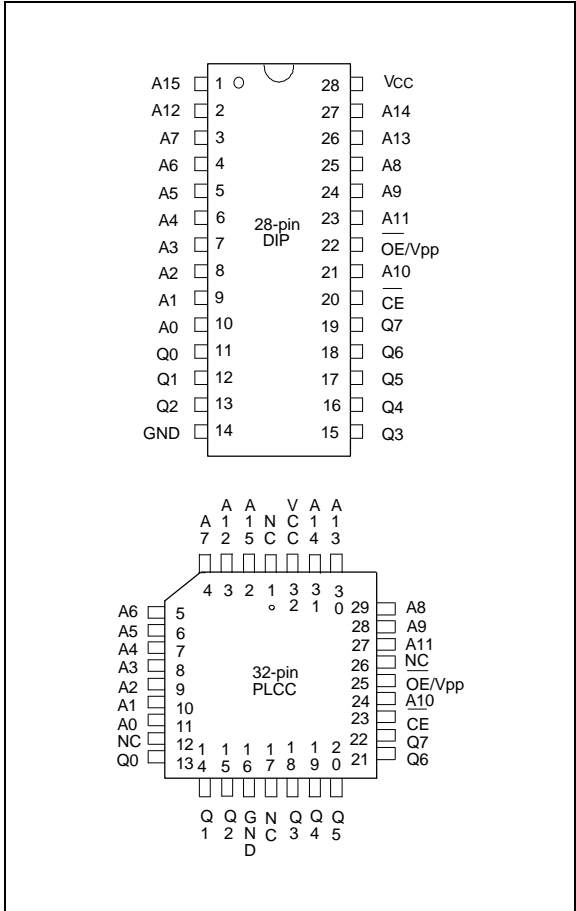 A15 1 28 VCC
A12 2 27 A14
A7 3 26 A13
A6 4 25 A8
A5 5 24 A9
A4 6 23 A11
28-pin
DIP
A3 7 22 OE/Vpp
A2 8 21 A10
A1 9 20 CE
A0 10 19 Q7
Q0 11 18 Q6
Q1 12 17 Q5
Q2 13 16 Q4
GND 14 15 Q3
A7 A12 A15 NC VCC A14 A13
4 3 2 1 32 31 30
A6 5 29 A8
A5 6 28 A9
A4 7 27 A11
A3 8 26 NC
32-pin
PLCC
A2 9 25 OE/Vpp
A1 10 24 A10
A0 11 23 CE
NC 12 22 Q7
Q0 13 21 Q6
14 15 16 17 18 19 20
Q1 Q2 GND NC Q3 Q4 Q5